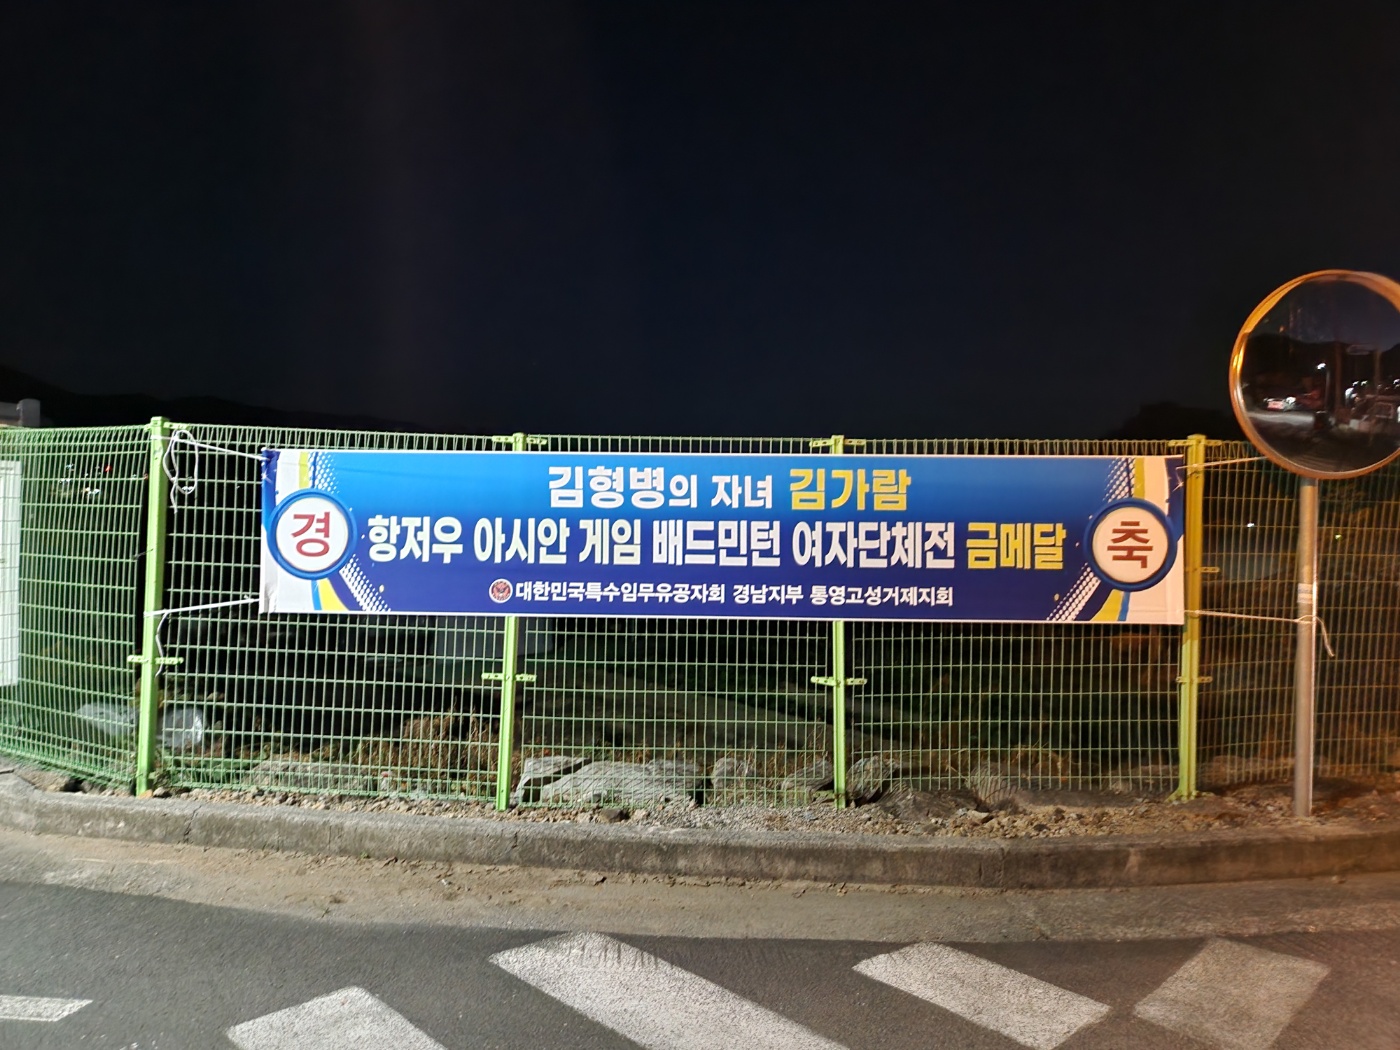 경
김형병의 자녀 김가람
항저우 아시안 게임 배드민턴 여자단체전 금메달
대한민국특수임무유공자회 경남지부 통영고성거제지회
축